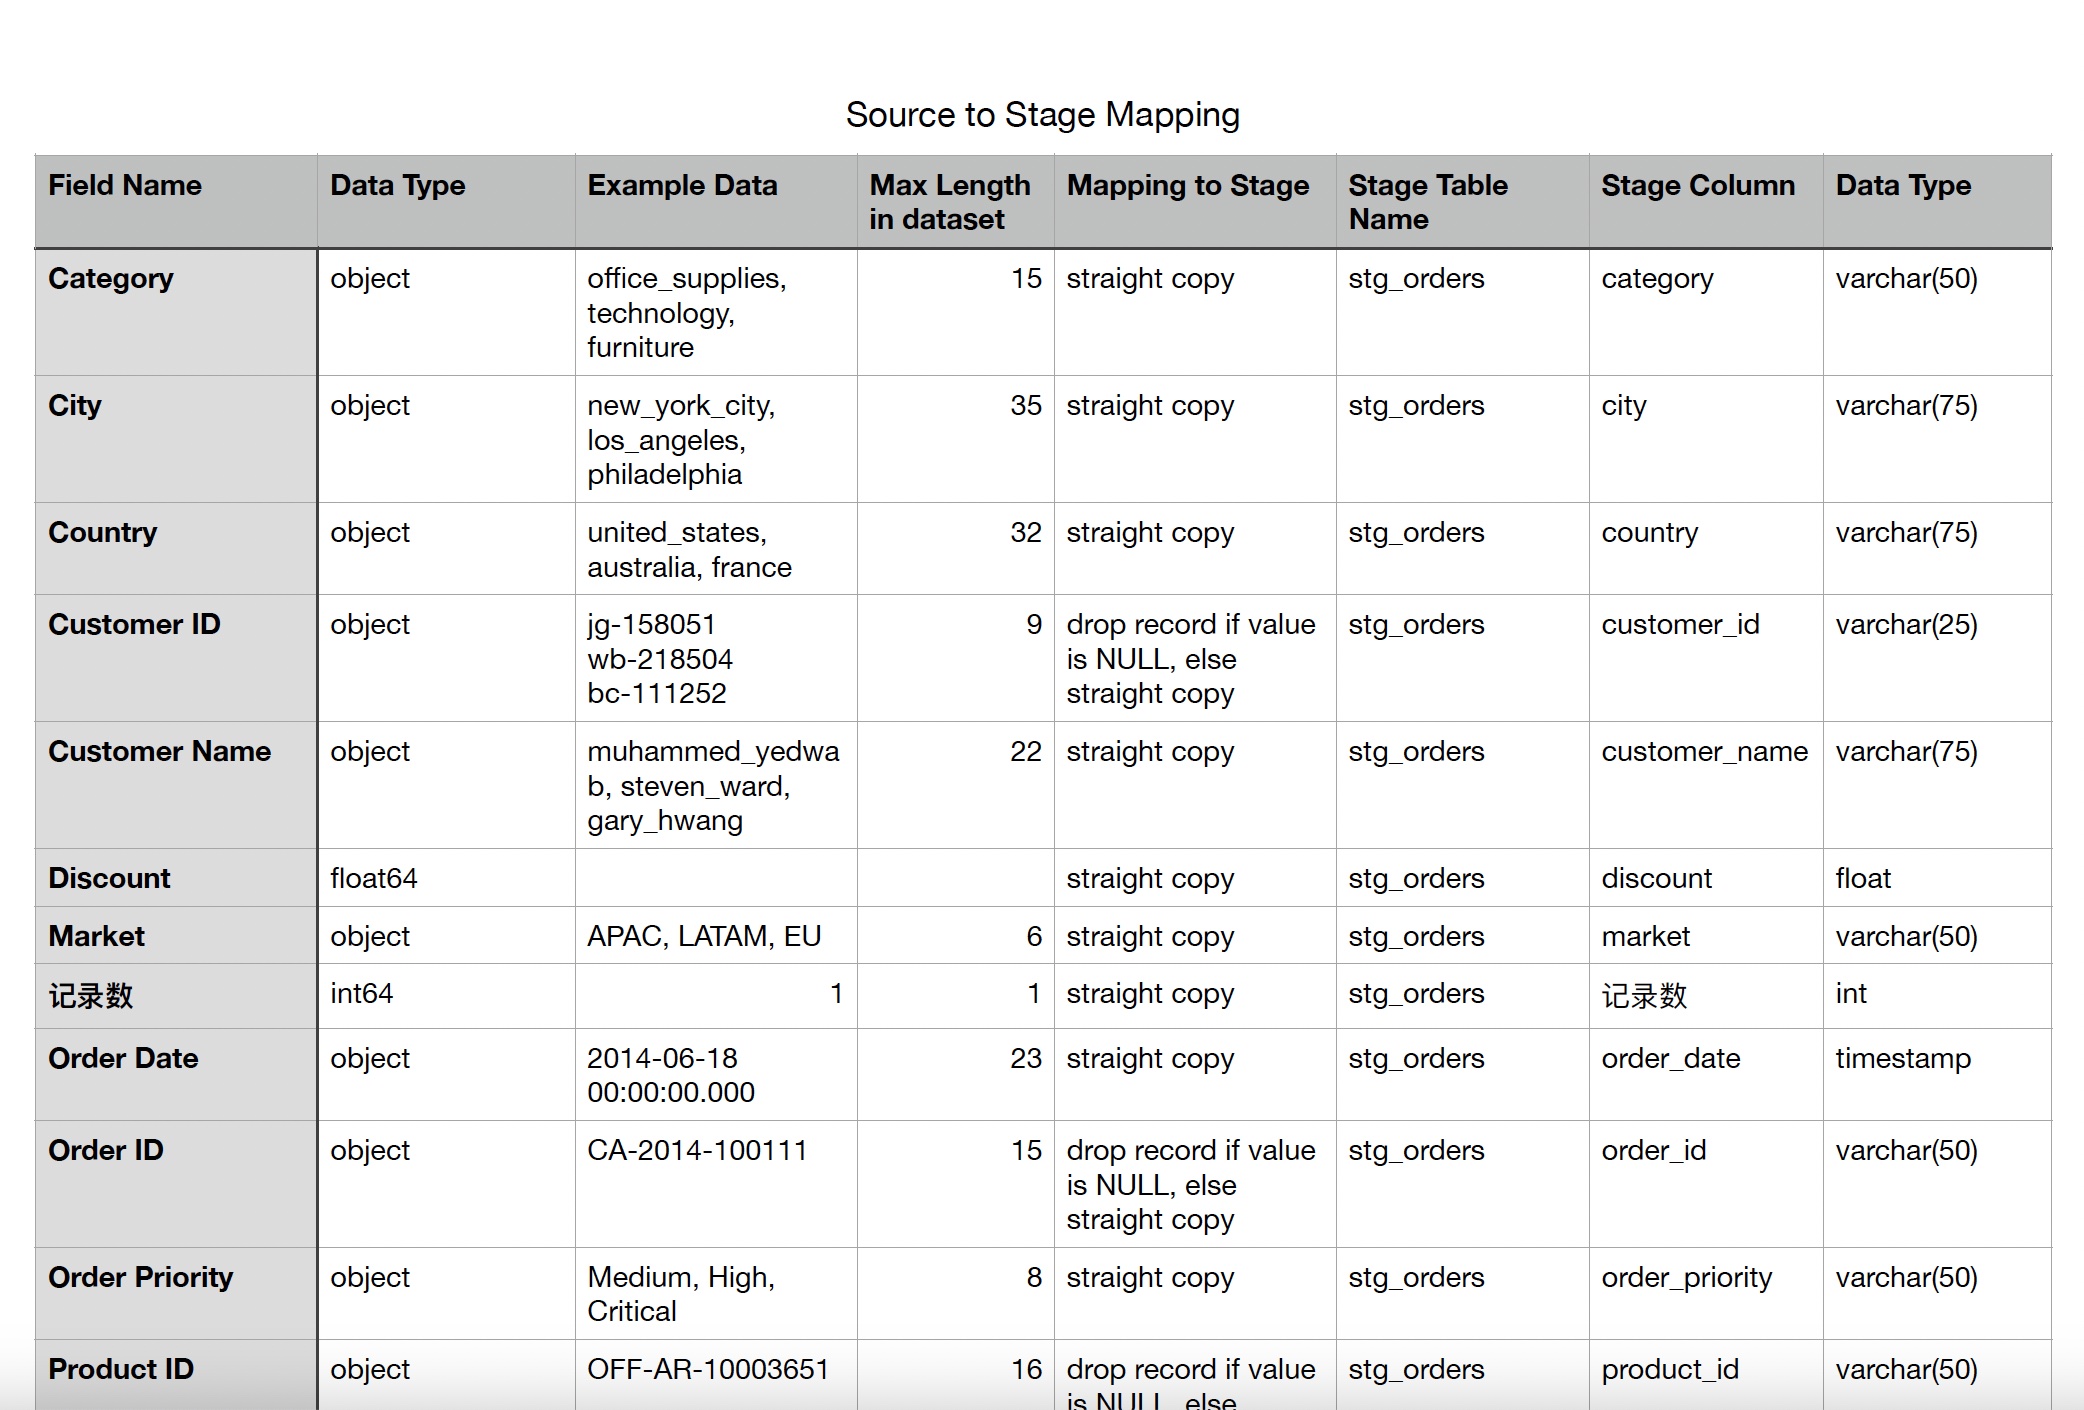 Source to Stage Mapping
Field Name Data Type Example Data Max Length Mapping to Stage Stage Table Stage Column Data Type
in dataset Name
Category object office_supplies, 15 straight copy stg_orders category varchar(50)
technology,
furniture
City object new_york_city, 35 straight copy stg_orders city varchar(75)
los_angeles,
philadelphia
Country object united_states, 32 straight copy stg_orders country varchar(75)
australia, france
Customer ID object jg-158051 9 drop record if value stg_orders customer_id varchar(25)
wb-218504 is NULL, else
bc-111252 straight copy
Customer Name object muhammed_yedwa 22 straight copy stg_orders customer_name varchar(75)
b, steven_ward,
gary_hwang
Discount float64 straight copy stg_orders discount float
Market object APAC, LATAM, EU 6 straight copy stg_orders market varchar(50)
记录数 int64 1 1 straight copy stg_orders 记录数 int
Order Date object 2014-06-18 23 straight copy stg_orders order_date timestamp
00:00:00.000
Order ID object CA-2014-100111 15 drop record if value stg_orders order_id varchar(50)
is NULL, else
straight copy
Order Priority object Medium, High, 8 straight copy stg_orders order_priority varchar(50)
Critical
Product ID object OFF-AR-10003651 16 drop record if value stg_orders product_id varchar(50)
is NULL, else